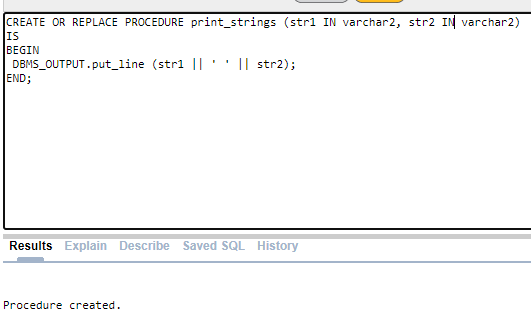 CREATE OR REPLACE PROCEDURE print_strings (str1 IN varchar2, str2 IN varchar2)
IS
BEGIN
 DBMS_OUTPUT.put_line (str1 || ' ' || str2);
END;
Results Explain Describe Saved SQL History
Procedure created.